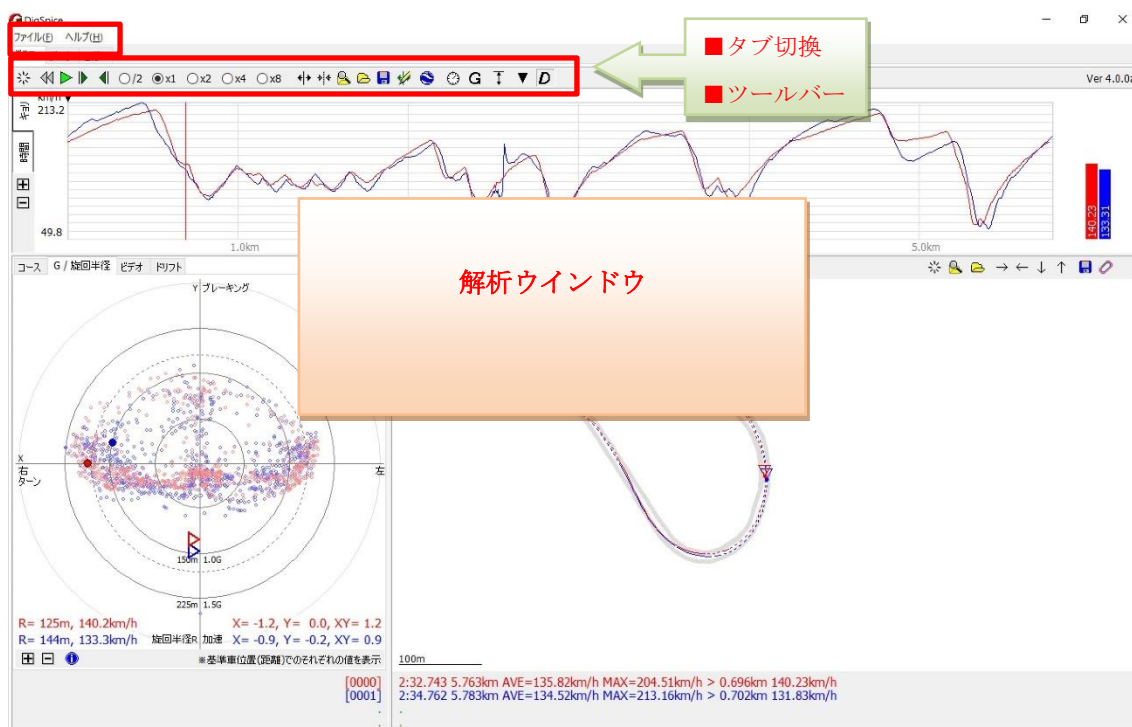 DigSpice
ファイル(F) ヘルプ(H)
■タブ切換
■ツールバー
/2 x1 x2 x4 x8 G D
Ver 4.0.0
km/h
213.2
キョリ
時間
49.8
1.0km
5.0km
140.23
133.31
解析ウインドウ
コース G / 旋回半径 ビデオ ドリフト
Y ブレーキング
X
右
ターン
左
150m 1.0G
225m 1.5G
R= 125m, 140.2km/h X= -1.2, Y= 0.0, XY= 1.2
R= 144m, 133.3km/h 旋回半径R 加速 X= -0.9, Y= -0.2, XY= 0.9
※基準車位置(距離)でのそれぞれの値を表示
100m
[0000] 2:32.743 5.763km AVE=135.82km/h MAX=204.51km/h > 0.696km 140.23km/h
[0001] 2:34.762 5.783km AVE=134.52km/h MAX=213.16km/h > 0.702km 131.83km/h